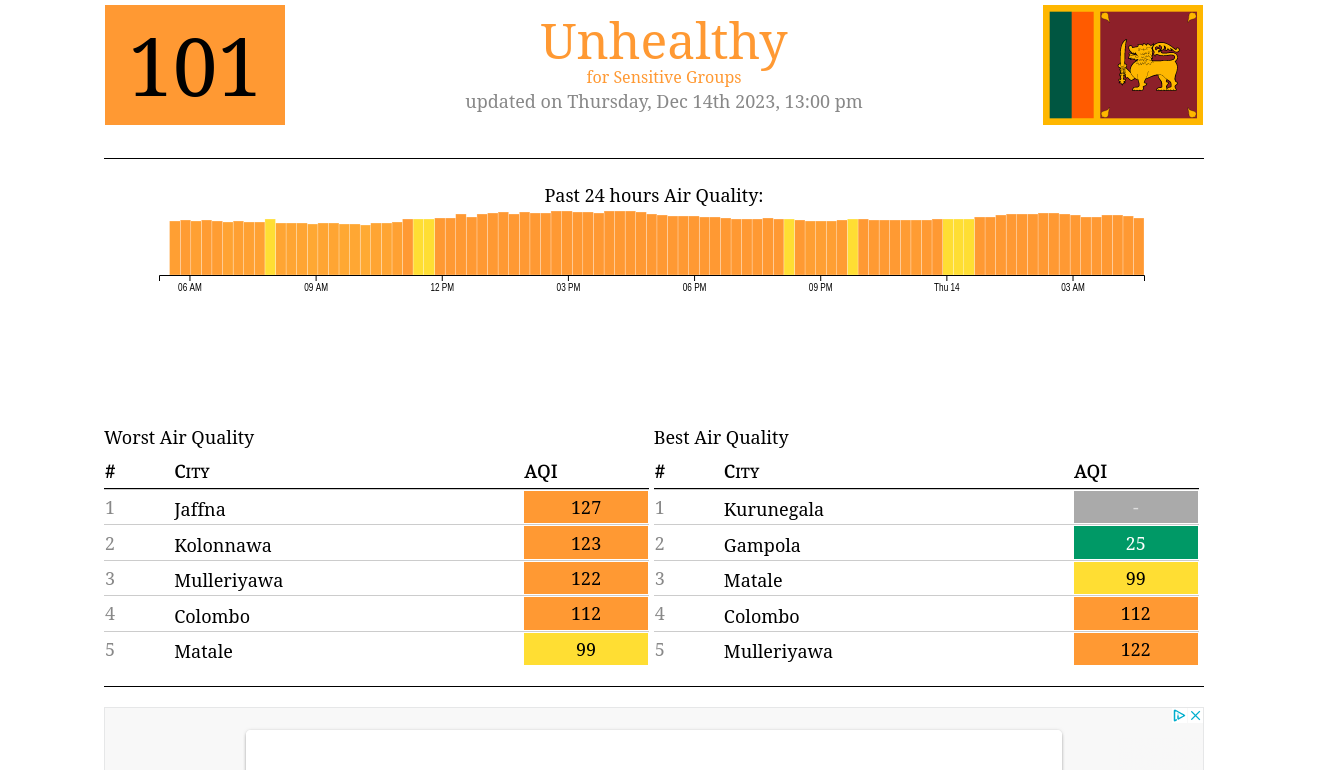 101
Unhealthy
for Sensitive Groups
updated on Thursday, Dec 14th 2023, 13:00 pm
Past 24 hours Air Quality:
06 AM 09 AM 12 PM 03 PM 06 PM 09 PM Thu 14 03 AM
Worst Air Quality
# City AQI
1 Jaffna 127
2 Kolonnawa 123
3 Mulleriyawa 122
4 Colombo 112
5 Matale 99
Best Air Quality
# City AQI
1 Kurunegala -
2 Gampola 25
3 Matale 99
4 Colombo 112
5 Mulleriyawa 122